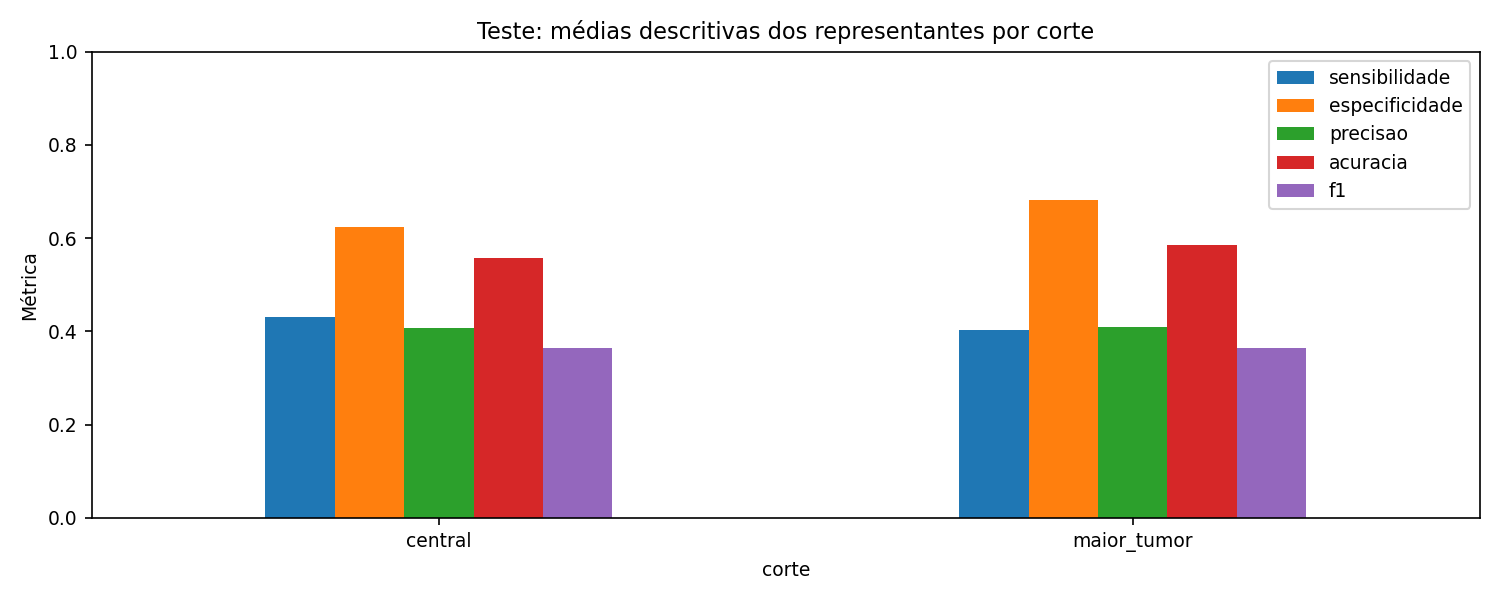 Teste: médias descritivas dos representantes por corte
1.0
0.8
0.6
0.4
0.2
0.0
Métrica
sensibilidade
especificidade
precisao
acuracia
f1
central
maior_tumor
corte